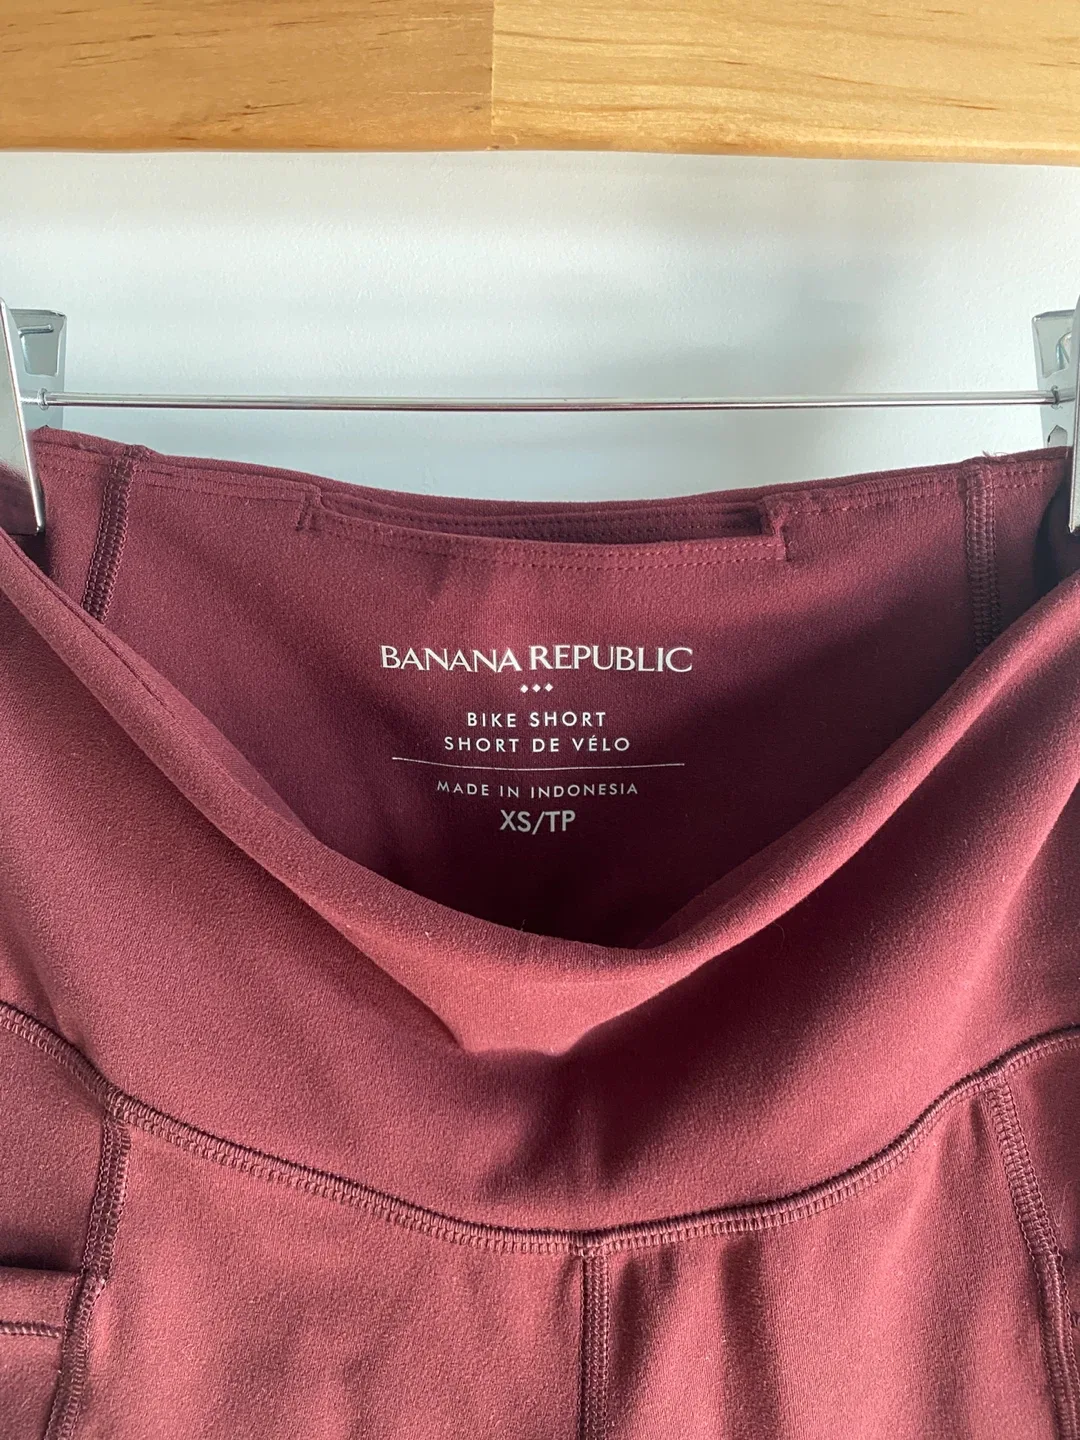 BANANA REPUBLIC
BIKE SHORT
SHORT DE VÉLO
MADE IN INDONESIA
XS/TP